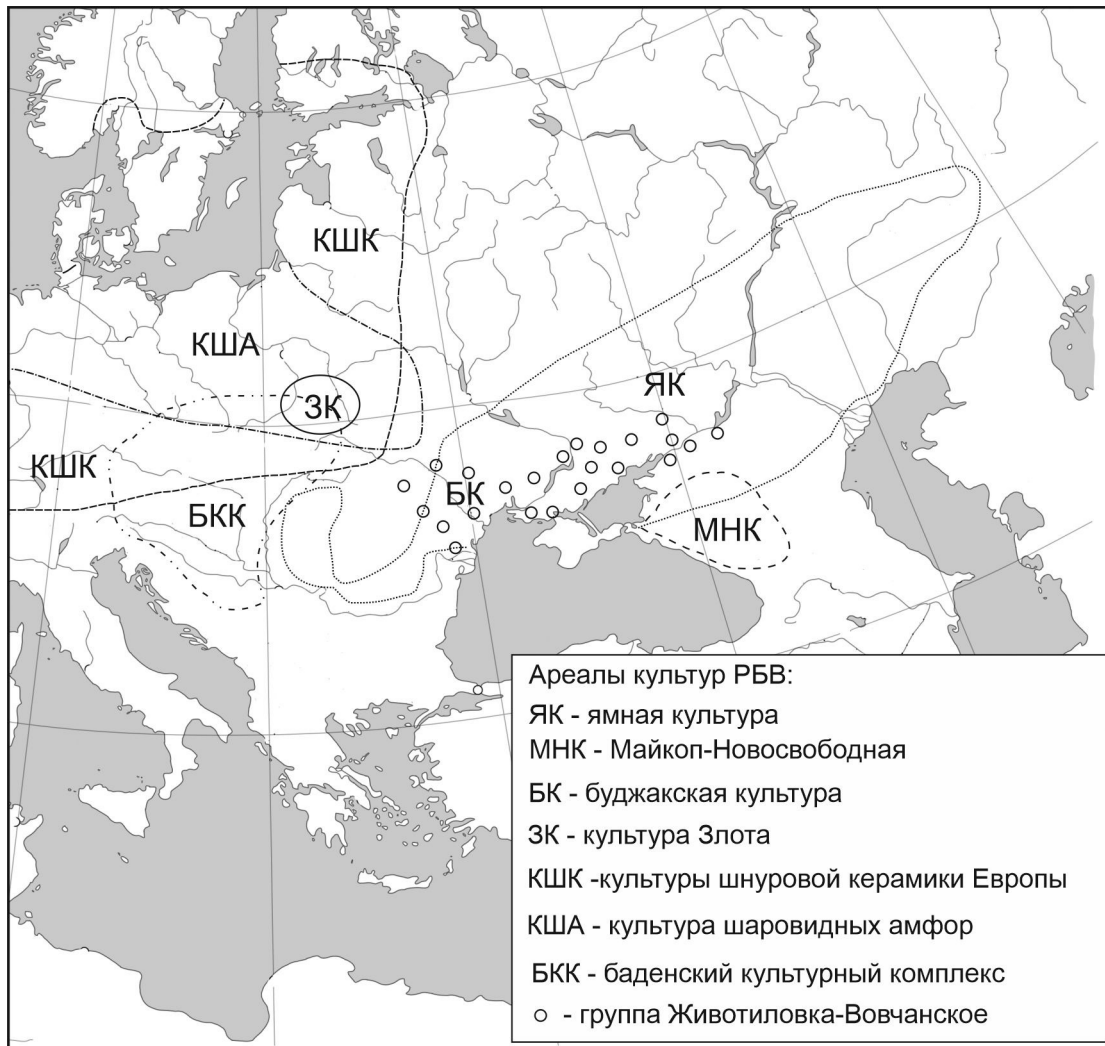 КШК
КША
ЗК
ЯК
КШК
БК
БКК
МНК
Ареалы культур РБВ:
ЯК - ямная культура
МНК - Майкоп-Новосвободная
БК - буджакская культура
ЗК - культура Злота
КШК -культуры шнуровой керамики Европы
КША - культура шаровидных амфор
БКК - баденский культурный комплекс
- группа Животиловка-Вовчанское